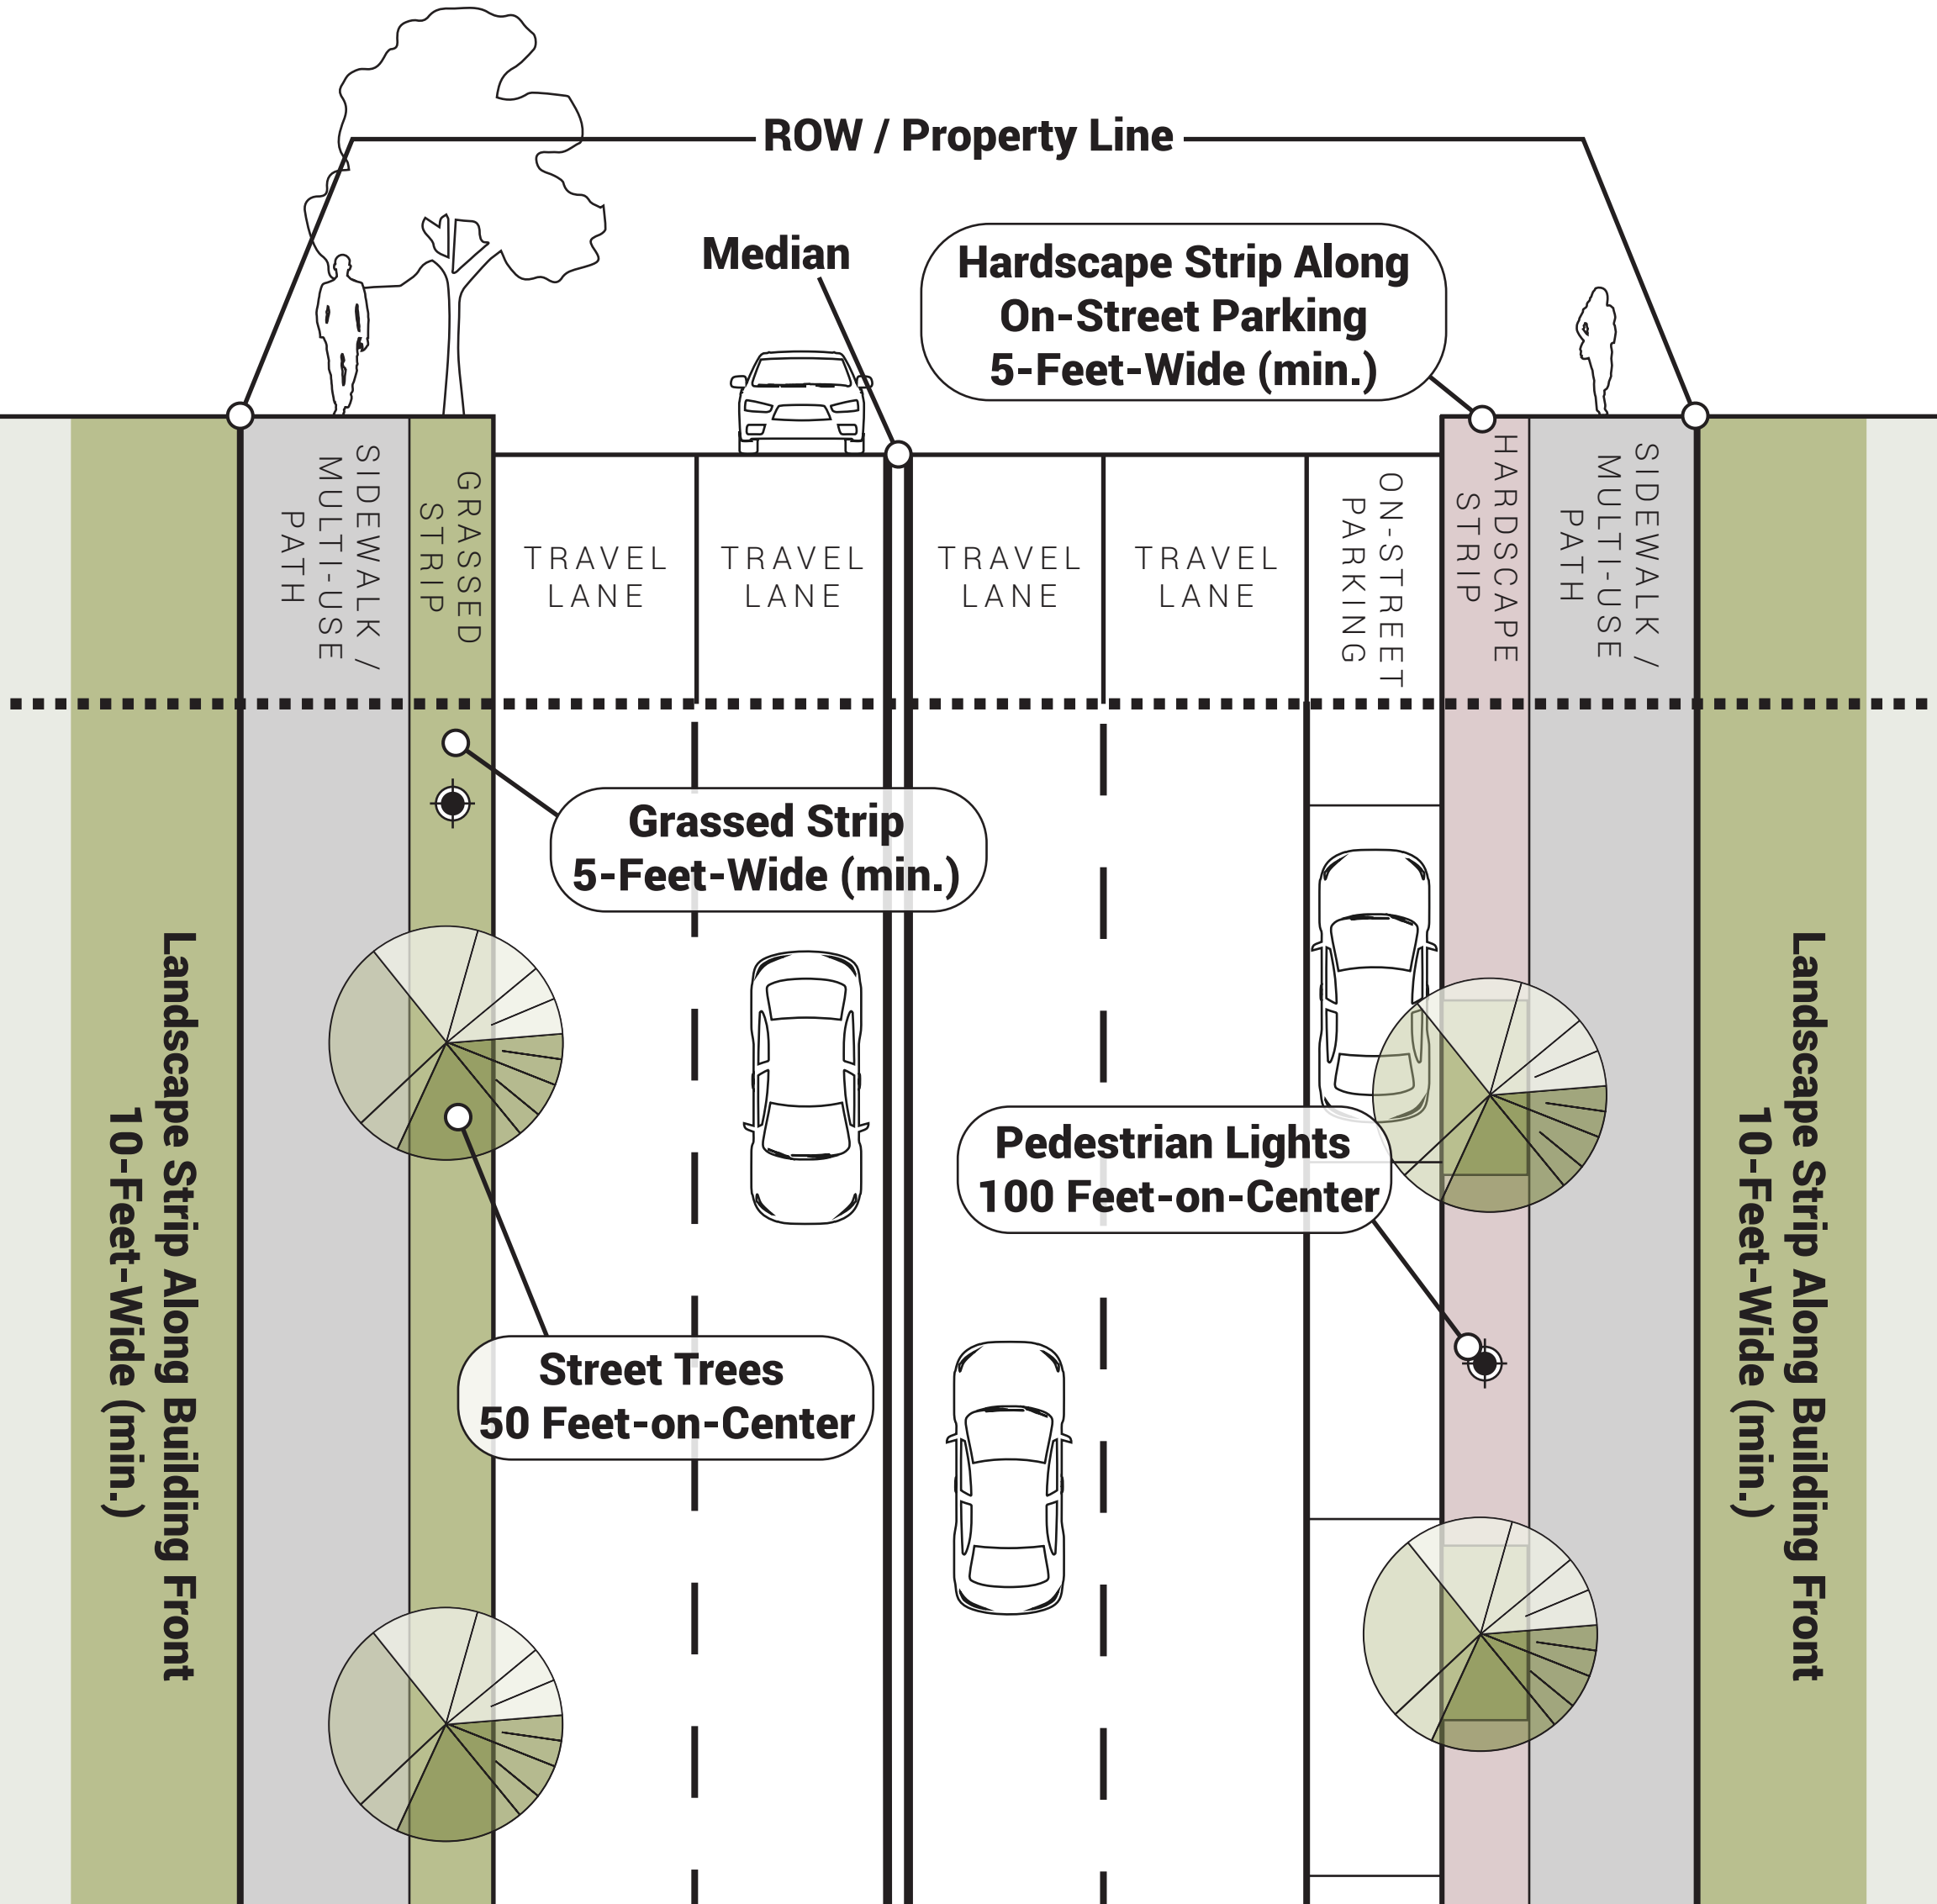 ROW / Property Line
Median
Hardscape Strip Along
On-Street Parking
5-Feet-Wide (min.)
SIDEWALK /
MULTI-USE
PATH
GRASSED
STRIP
TRAVEL
LANE
TRAVEL
LANE
TRAVEL
LANE
TRAVEL
LANE
ON-STREET
PARKING
HARDSCAPE
STRIP
SIDEWALK /
MULTI-USE
PATH
Grassed Strip
5-Feet-Wide (min.)
Landscape Strip Along Building Front
10-Feet-Wide (min.)
Pedestrian Lights
100 Feet-on-Center
Street Trees
50 Feet-on-Center
Landscape Strip Along Building Front
10-Feet-Wide (min.)